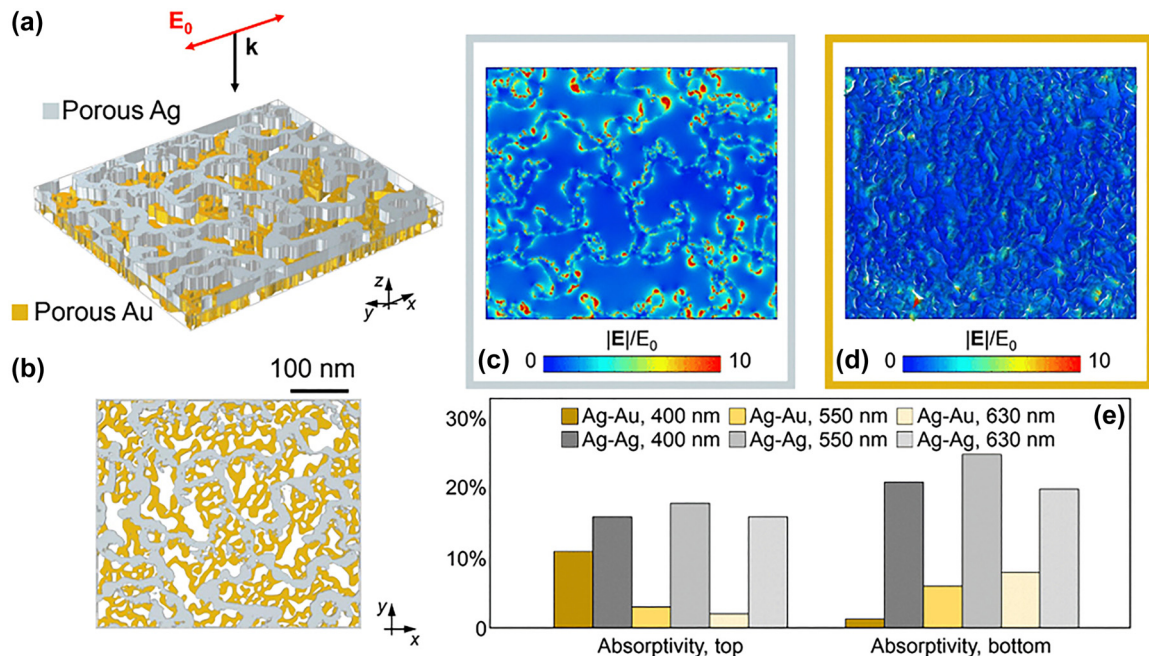 (a)
E₀
k
Porous Ag
Porous Au
z
y
x
(b)
100 nm
y
x
(c)
|E|/E₀
0
10
(d)
|E|/E₀
0
10
(e)
30%
20%
10%
0
Ag-Au, 400 nm Ag-Au, 550 nm Ag-Au, 630 nm
Ag-Ag, 400 nm Ag-Ag, 550 nm Ag-Ag, 630 nm
Absorptivity, top
Absorptivity, bottom